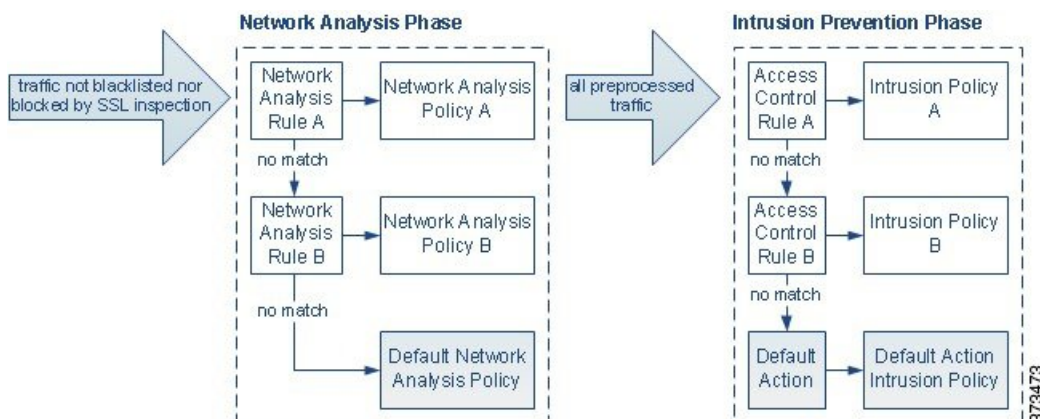 Network Analysis Phase
Intrusion Prevention Phase
traffic not blacklisted nor
blocked by SSL inspection
Network
Analysis
Rule A
Network Analysis
Policy A
no match
Network
Analysis
Rule B
Network Analysis
Policy B
no match
Default Network
Analysis Policy
all preprocessed
traffic
Access
Control
Rule A
Intrusion Policy
A
no match
Access
Control
Rule B
Intrusion Policy
B
no match
Default
Action
Default Action
Intrusion Policy
373473